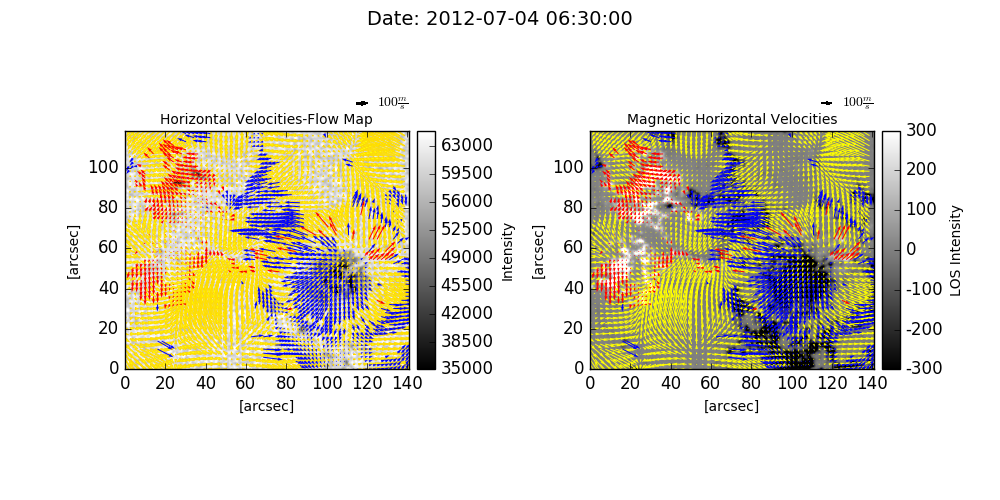 Date: 2012-07-04 06:30:00
100 m/s
Horizontal Velocities-Flow Map
100
80
60
40
20
0
0 20 40 60 80 100 120 140
[arcsec]
[arcsec]
63000
59500
56000
52500
49000
45500
42000
38500
35000
Intensity
100 m/s
Magnetic Horizontal Velocities
100
80
60
40
20
0
0 20 40 60 80 100 120 140
[arcsec]
[arcsec]
300
200
100
0
-100
-200
-300
LOS Intensity